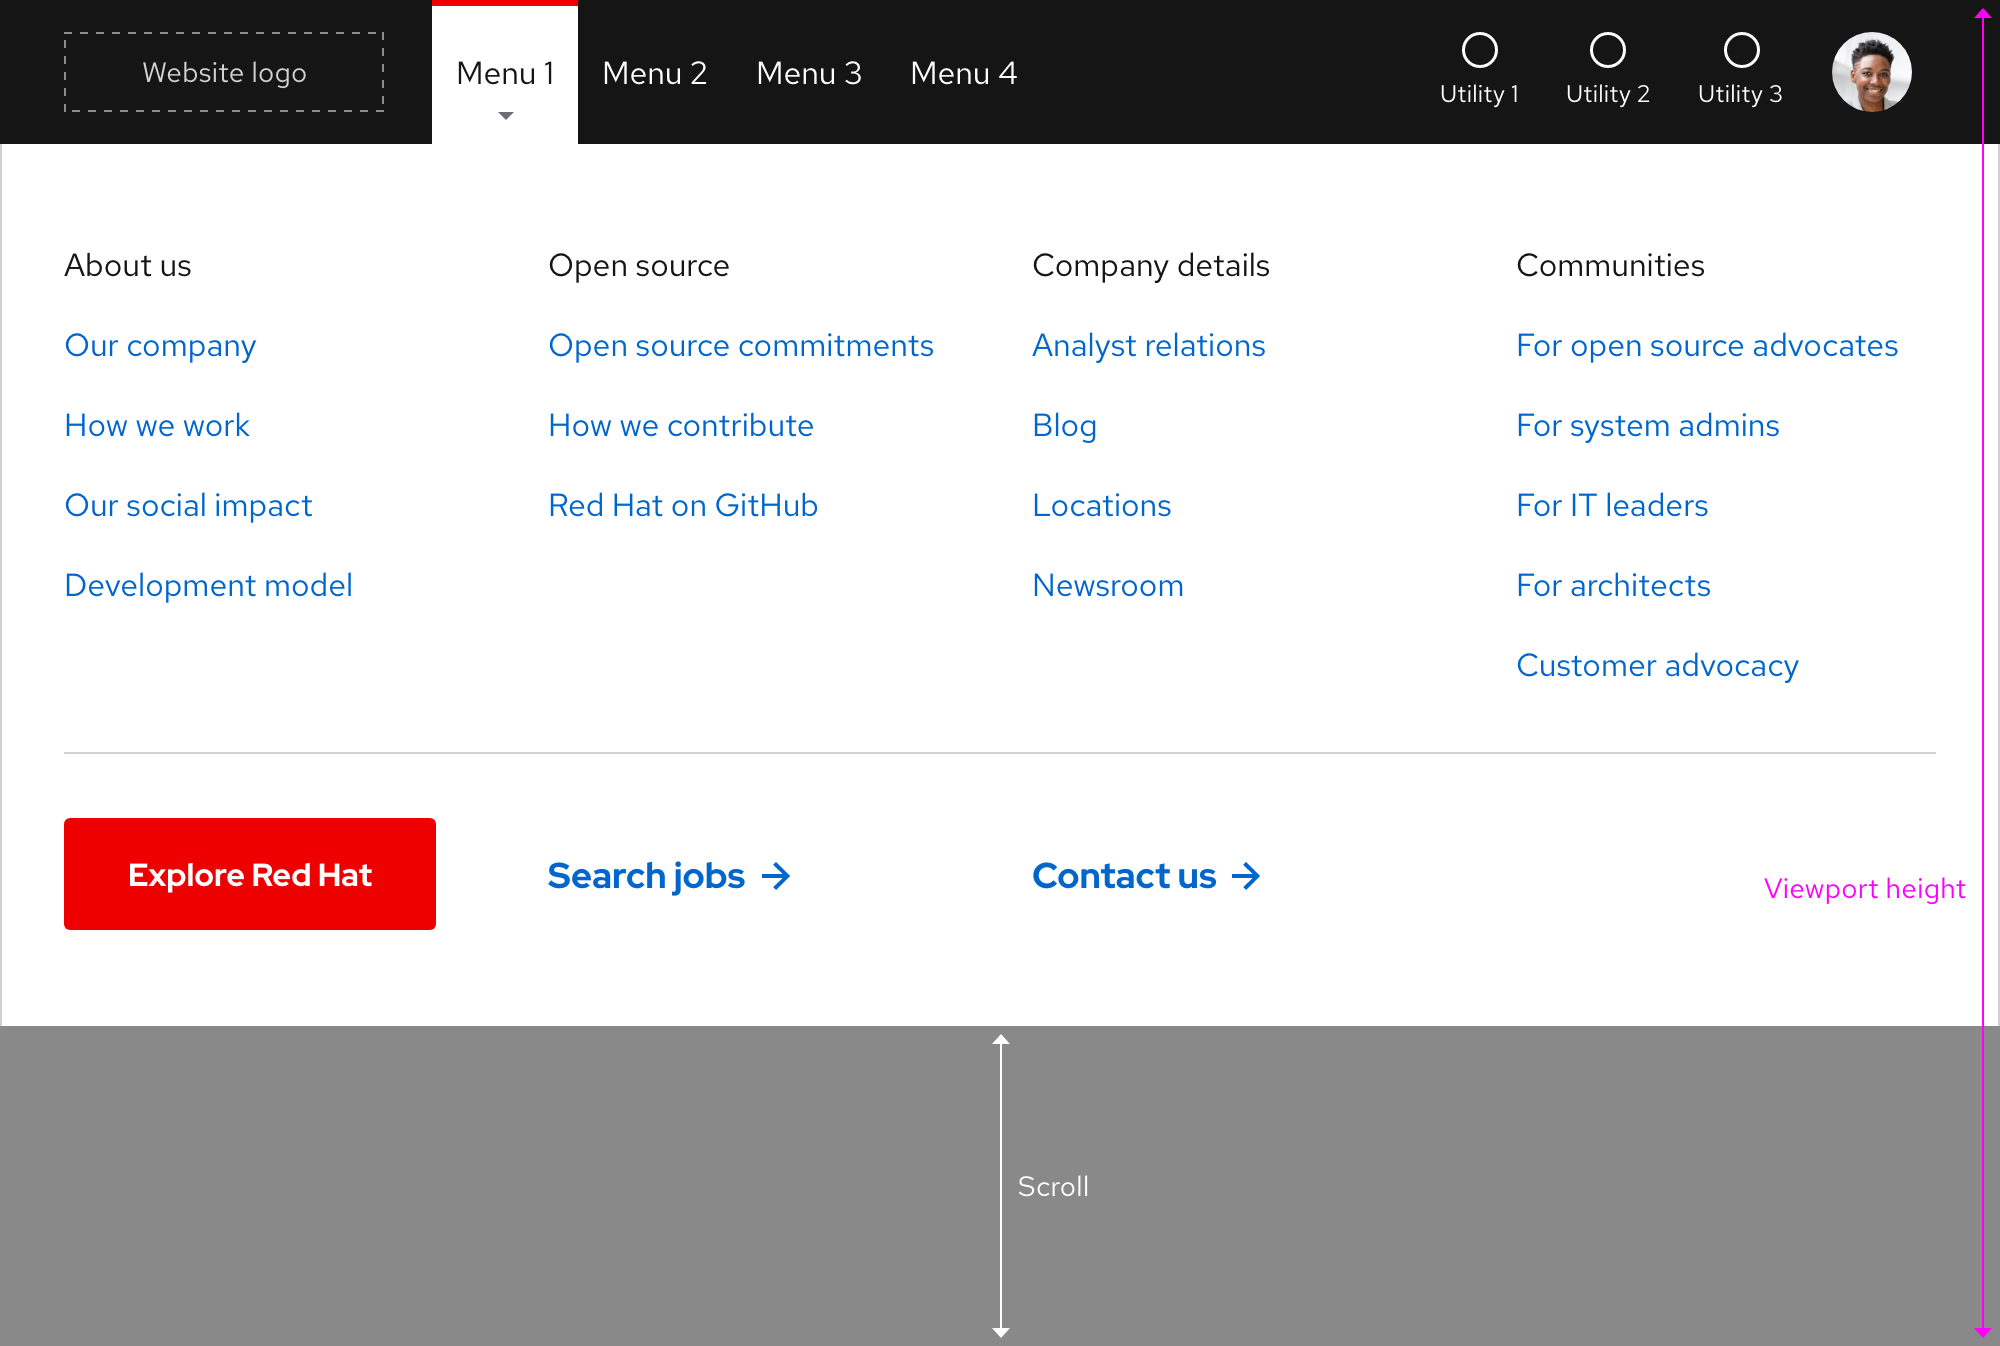 Website logo
Menu 1
Menu 2
Menu 3
Menu 4
Utility 1
Utility 2
Utility 3
About us
Our company
How we work
Our social impact
Development model
Open source
Open source commitments
How we contribute
Red Hat on GitHub
Company details
Analyst relations
Blog
Locations
Newsroom
Communities
For open source advocates
For system admins
For IT leaders
For architects
Customer advocacy
Explore Red Hat
Search jobs
Contact us
Viewport height
Scroll